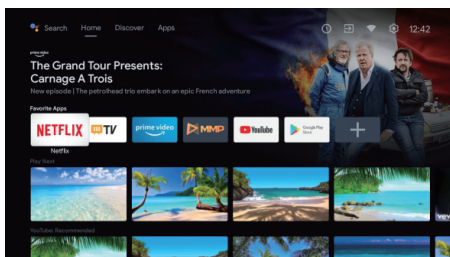 Search Home Discover Apps 12:42
prime video
The Grand Tour Presents:
Carnage A Trois
New episode | The petrolhead trio embark on an epic French adventure
Favorite Apps
NETFLIX TV prime video MMP YouTube Google Play
Netflix
Play Next
YouTube: Recommended
vevo